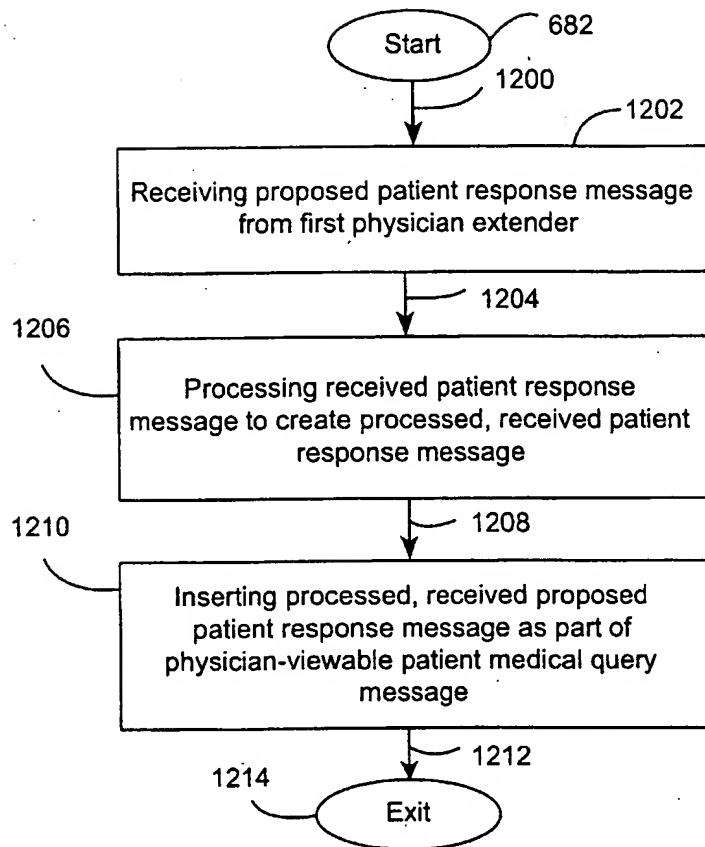 Start
682
1200
1202
Receiving proposed patient response message
from first physician extender
1204
1206
Processing received patient response
message to create processed, received patient
response message
1208
1210
Inserting processed, received proposed
patient response message as part of
physician-viewable patient medical query
message
1212
1214
Exit